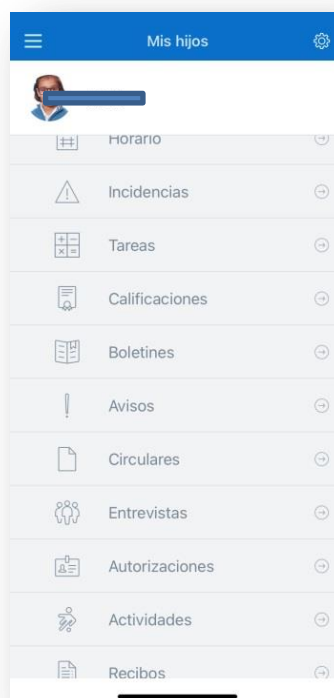 Mis hijos
Horario
Incidencias
Tareas
Calificaciones
Boletines
Avisos
Circulares
Entrevistas
Autorizaciones
Actividades
Recibos